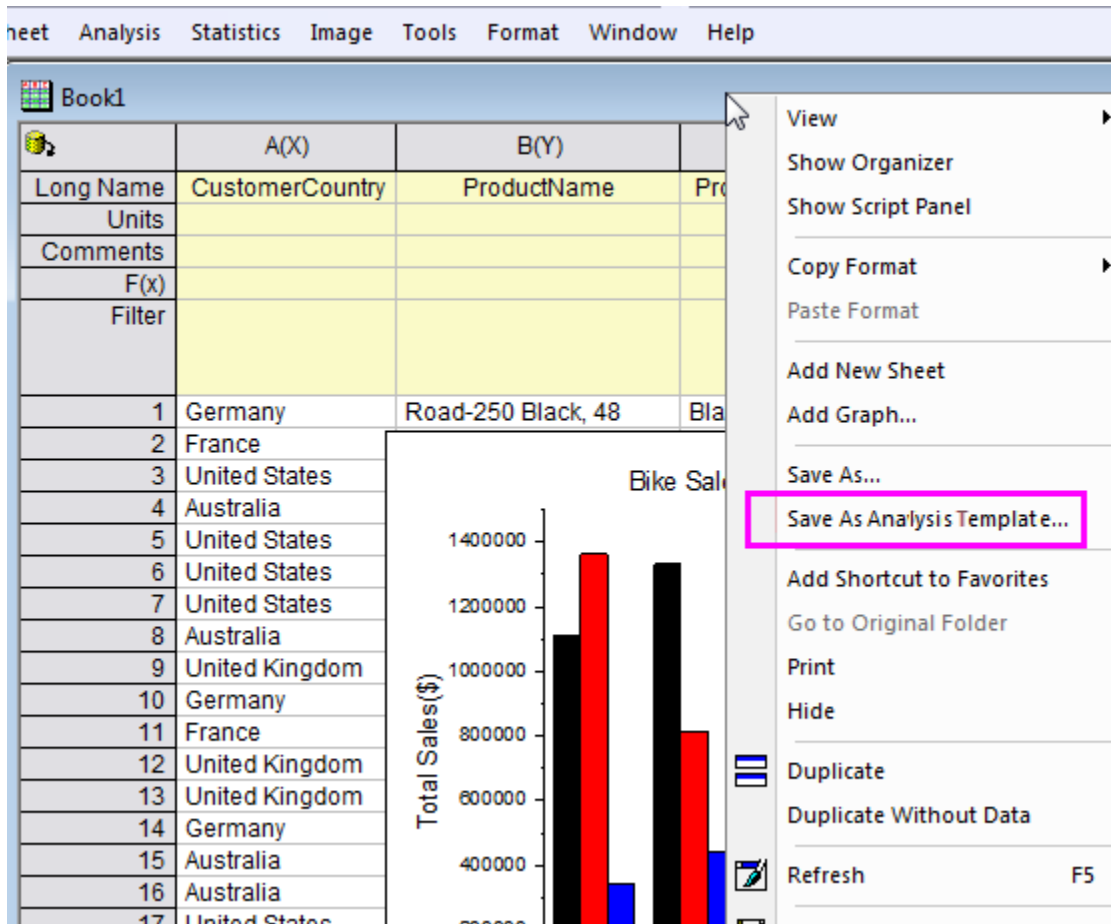 Analysis Statistics Image Tools Format Window Help
Book1
A(X) B(Y)
Long Name CustomerCountry ProductName
Units
Comments
F(x)
Filter
1 Germany Road-250 Black, 48
2 France
3 United States
4 Australia
5 United States
6 United States
7 United States
8 Australia
9 United Kingdom
10 Germany
11 France
12 United Kingdom
13 United Kingdom
14 Germany
15 Australia
16 Australia
17 United States
Bike
Total Sales($)
1400000
1200000
1000000
800000
600000
400000
View
Show Organizer
Show Script Panel
Copy Format
Paste Format
Add New Sheet
Add Graph...
Save As...
Save As Analysis Template...
Add Shortcut to Favorites
Go to Original Folder
Print
Hide
Duplicate
Duplicate Without Data
Refresh F5